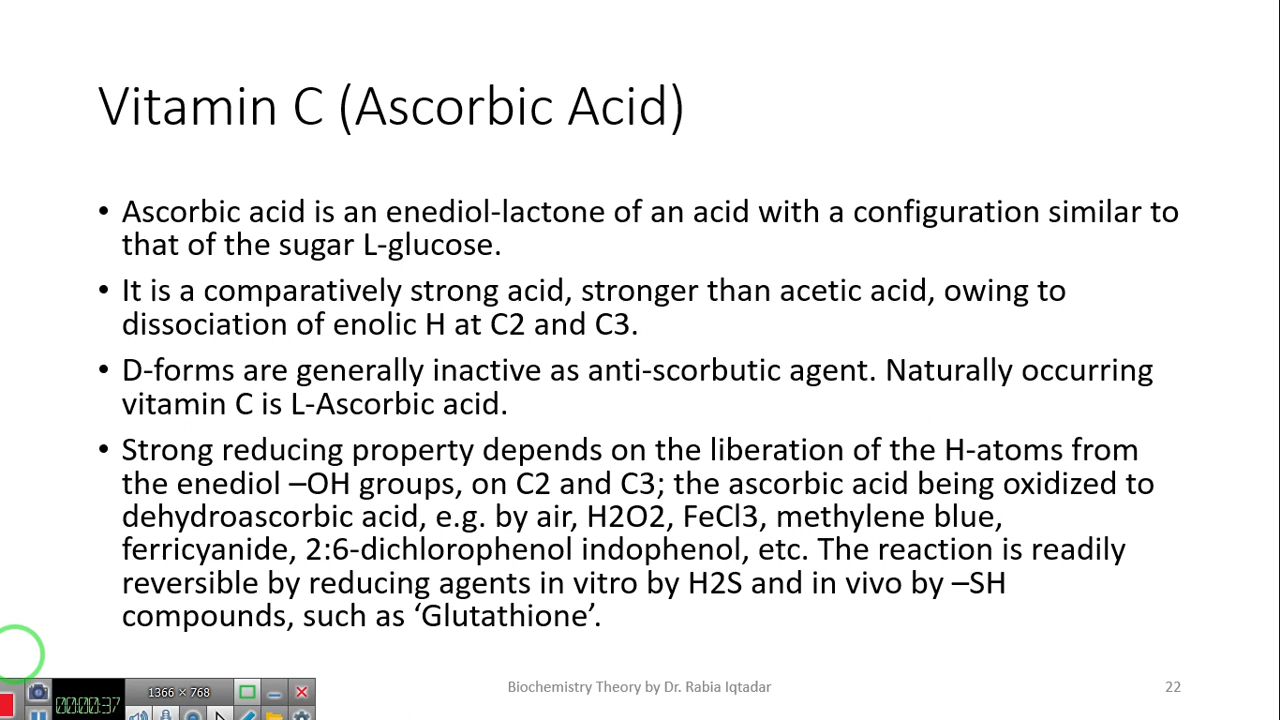 Vitamin C (Ascorbic Acid)
• Ascorbic acid is an enediol-lactone of an acid with a configuration similar to
that of the sugar L-glucose.
• It is a comparatively strong acid, stronger than acetic acid, owing to
dissociation of enolic H at C2 and C3.
• D-forms are generally inactive as anti-scorbutic agent. Naturally occurring
vitamin C is L-Ascorbic acid.
• Strong reducing property depends on the liberation of the H-atoms from
the enediol –OH groups, on C2 and C3; the ascorbic acid being oxidized to
dehydroascorbic acid, e.g. by air, H2O2, FeCl3, methylene blue,
ferricyanide, 2:6-dichlorophenol indophenol, etc. The reaction is readily
reversible by reducing agents in vitro by H2S and in vivo by –SH
compounds, such as ‘Glutathione’.
Biochemistry Theory by Dr. Rabia Iqtadar
22
1366 × 768
00:00:37